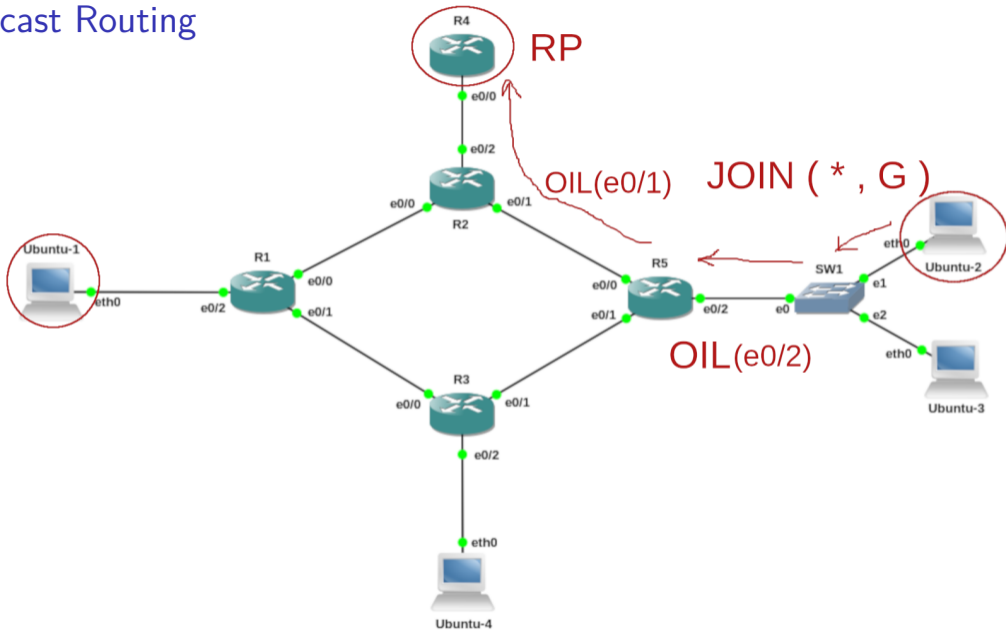 cast Routing
R4
RP
e0/0
e0/2
OIL(e0/1)
JOIN ( * , G )
e0/0
R2
e0/1
Ubuntu-1
eth0
e0/2
R1
e0/0
e0/1
R5
e0/0
e0/1
e0/2
e0
SW1
e1
e2
eth0
Ubuntu-2
OIL(e0/2)
eth0
Ubuntu-3
R3
e0/0
e0/1
e0/2
eth0
Ubuntu-4